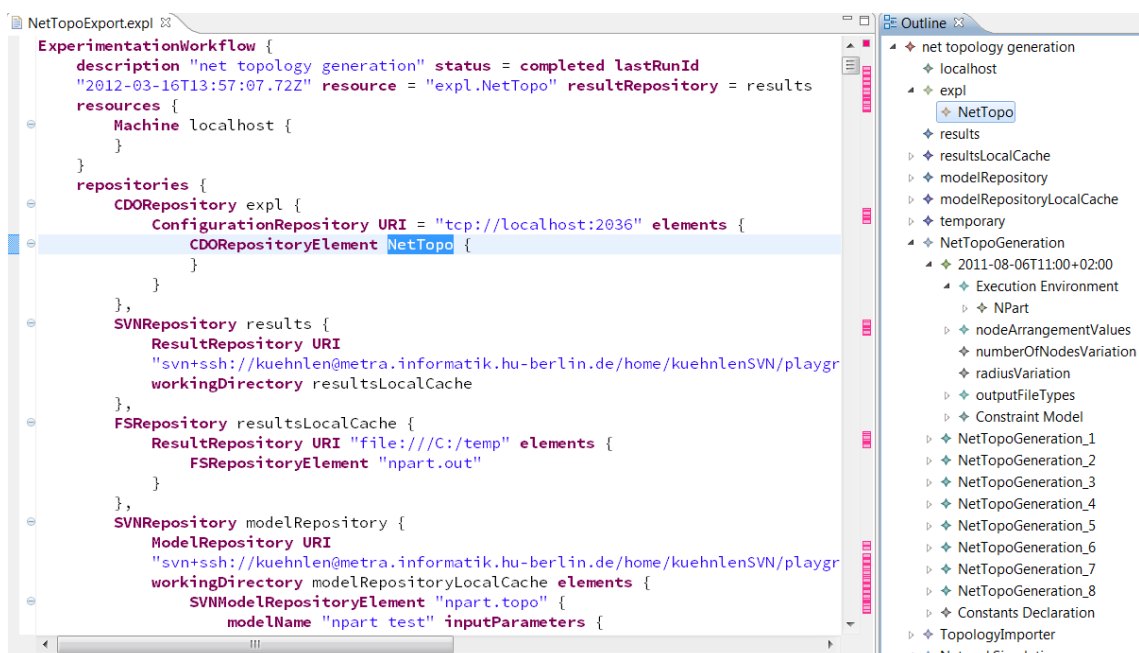 NetTopoExport.expl
ExperimentationWorkflow {
description "net topology generation" status = completed lastRunId
"2012-03-16T13:57:07.72Z" resource = "expl.NetTopo" resultRepository = results
resources {
Machine localhost {
}
}
repositories {
CDORepository expl {
ConfigurationRepository URI = "tcp://localhost:2036" elements {
CDORepositoryElement NetTopo {
}
}
},
SVNRepository results {
ResultRepository URI
"svn+ssh://kuehnlen@metra.informatik.hu-berlin.de/home/kuehnlenSVN/playgr
workingDirectory resultsLocalCache
},
FSRepository resultsLocalCache {
ResultRepository URI "file:///C:/temp" elements {
FSRepositoryElement "npart.out"
}
},
SVNRepository modelRepository {
ModelRepository URI
"svn+ssh://kuehnlen@metra.informatik.hu-berlin.de/home/kuehnlenSVN/playgr
workingDirectory modelRepositoryLocalCache elements {
SVNModelRepositoryElement "npart.topo" {
modelName "npart test" inputParameters {
Outline
net topology generation
localhost
expl
NetTopo
results
resultsLocalCache
modelRepository
modelRepositoryLocalCache
temporary
NetTopoGeneration
2011-08-06T11:00+02:00
Execution Environment
NPart
nodeArrangementValues
numberOfNodesVariation
radiusVariation
outputFileTypes
Constraint Model
NetTopoGeneration_1
NetTopoGeneration_2
NetTopoGeneration_3
NetTopoGeneration_4
NetTopoGeneration_5
NetTopoGeneration_6
NetTopoGeneration_7
NetTopoGeneration_8
Constants Declaration
TopologyImporter